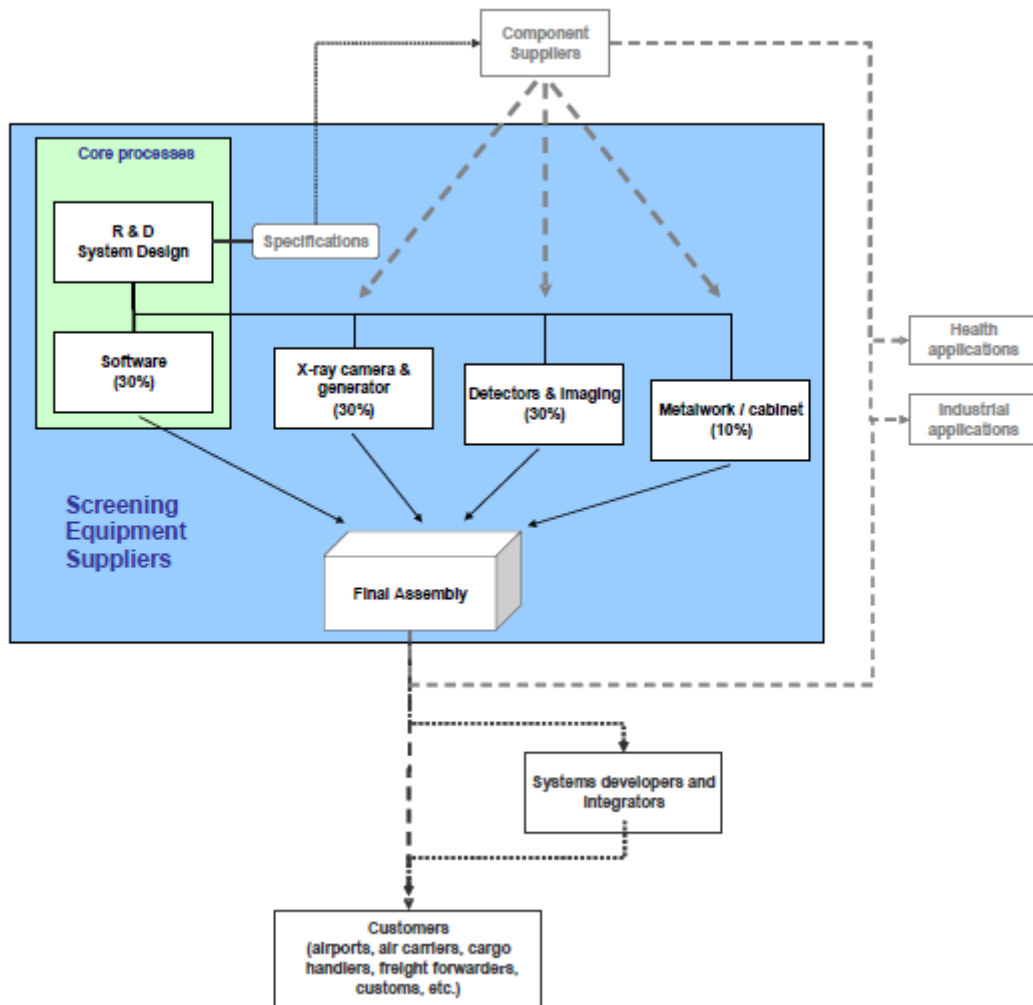 Component
Suppliers
Core processes
R & D
System Design
Specifications
Software
(30%)
X-ray camera &
generator
(30%)
Detectors & imaging
(30%)
Metalwork / cabinet
(10%)
Health
applications
Industrial
applications
Screening
Equipment
Suppliers
Final Assembly
Systems developers and
integrators
Customers
(airports, air carriers, cargo
handlers, freight forwarders,
customs, etc.)